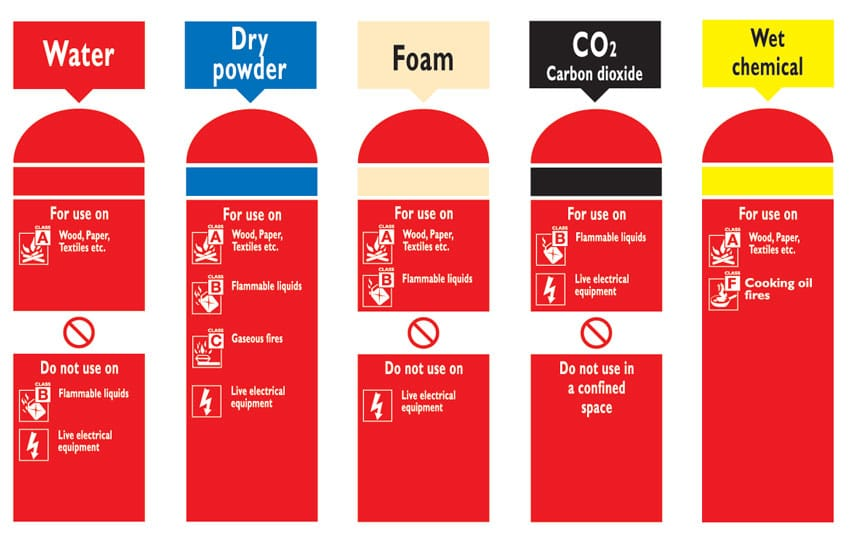 Water
For use on
CLASS
A
Wood, Paper,
Textiles etc.
Do not use on
CLASS
B
Flammable liquids
Live electrical
equipment
Dry
powder
For use on
CLASS
A
Wood, Paper,
Textiles etc.
CLASS
B
Flammable liquids
CLASS
C
Gaseous fires
Live electrical
equipment
Foam
For use on
CLASS
A
Wood, Paper,
Textiles etc.
CLASS
B
Flammable liquids
Do not use on
Live electrical
equipment
CO2
Carbon dioxide
For use on
CLASS
B
Flammable liquids
Live electrical
equipment
Do not use in
a confined
space
Wet
chemical
For use on
CLASS
A
Wood, Paper,
Textiles etc.
CLASS
F
Cooking oil
fires